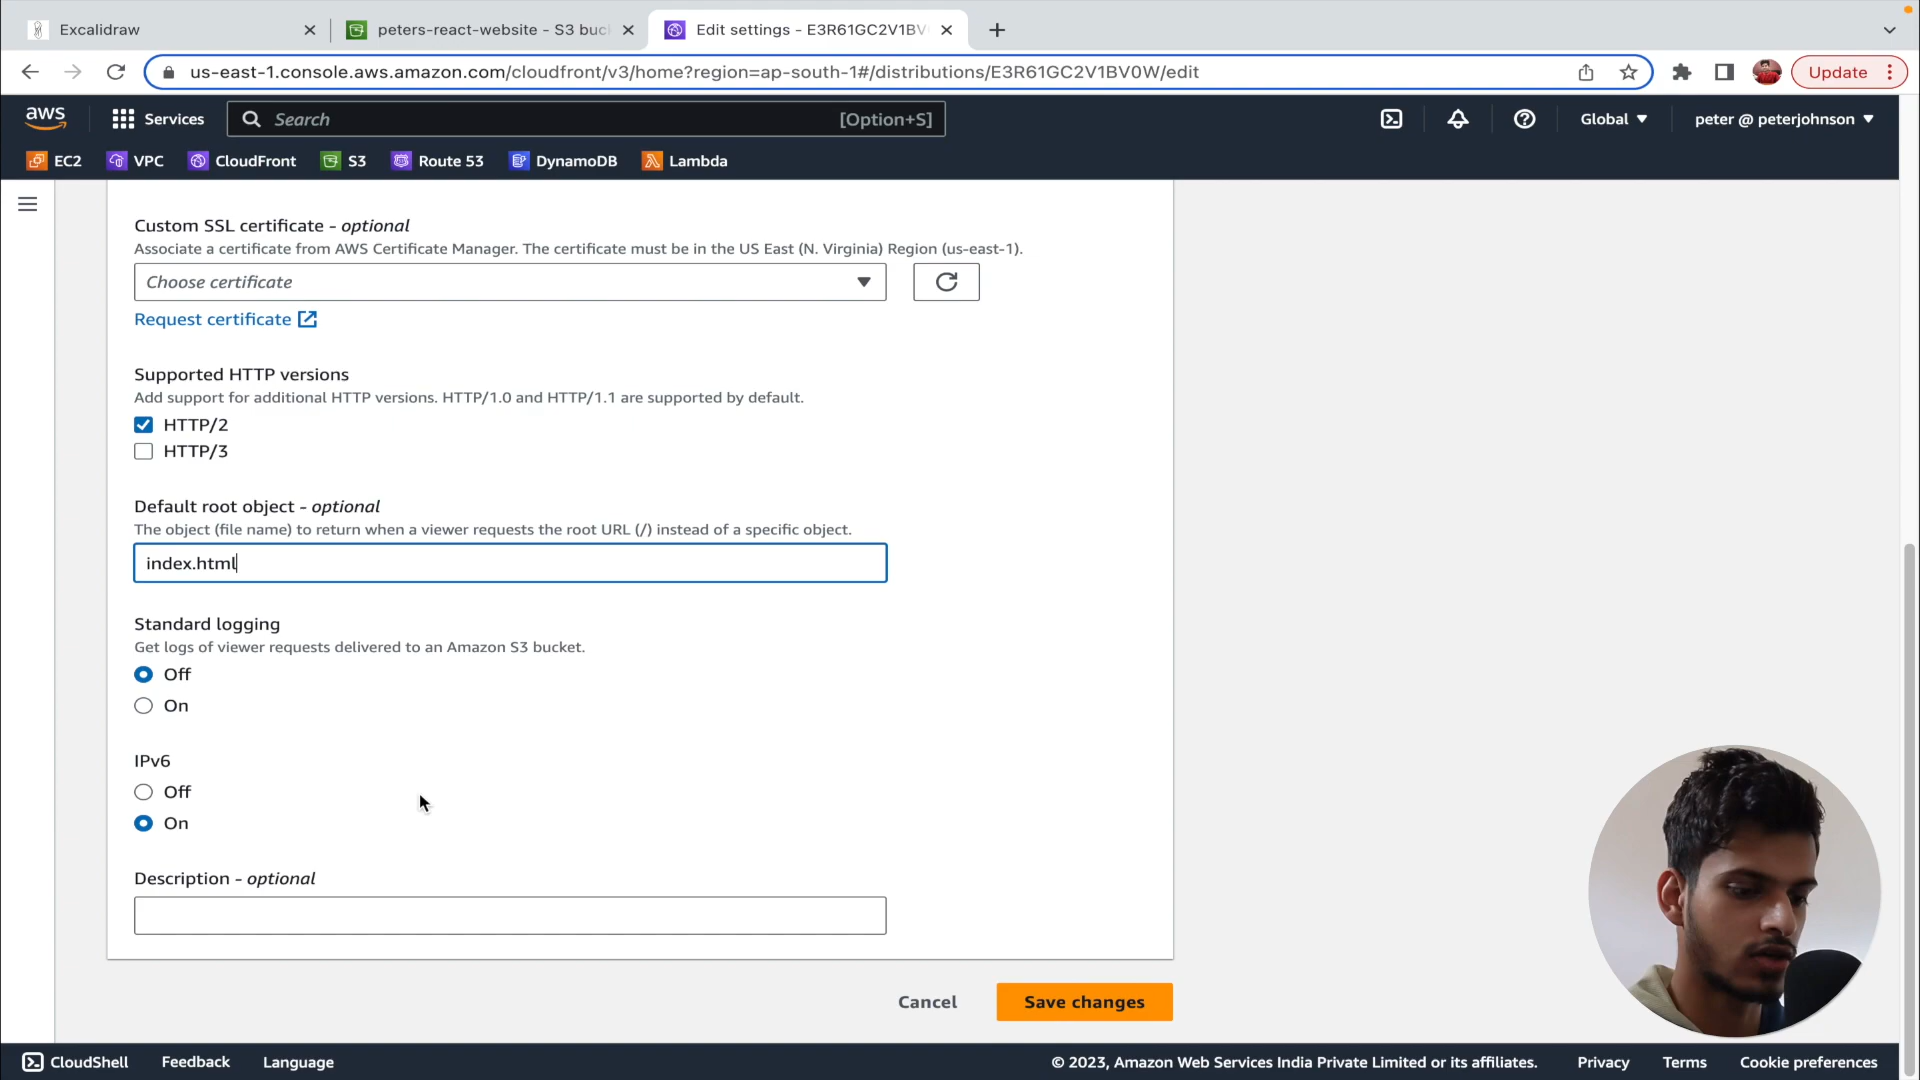 Excalidraw
peters-react-website - S3 buc
Edit settings - E3R61GC2V1BV
us-east-1.console.aws.amazon.com/cloudfront/v3/home?region=ap-south-1#/distributions/E3R61GC2V1BV0W/edit
Update
aws
Services
Search
[Option+S]
Global
peter @ peterjohnson
EC2
VPC
CloudFront
S3
Route 53
DynamoDB
Lambda
Custom SSL certificate - optional
Associate a certificate from AWS Certificate Manager. The certificate must be in the US East (N. Virginia) Region (us-east-1).
Choose certificate
Request certificate
Supported HTTP versions
Add support for additional HTTP versions. HTTP/1.0 and HTTP/1.1 are supported by default.
HTTP/2
HTTP/3
Default root object - optional
The object (file name) to return when a viewer requests the root URL (/) instead of a specific object.
index.html
Standard logging
Get logs of viewer requests delivered to an Amazon S3 bucket.
Off
On
IPv6
Off
On
Description - optional
Cancel
Save changes
CloudShell
Feedback
Language
© 2023, Amazon Web Services India Private Limited or its affiliates.
Privacy
Terms
Cookie preferences